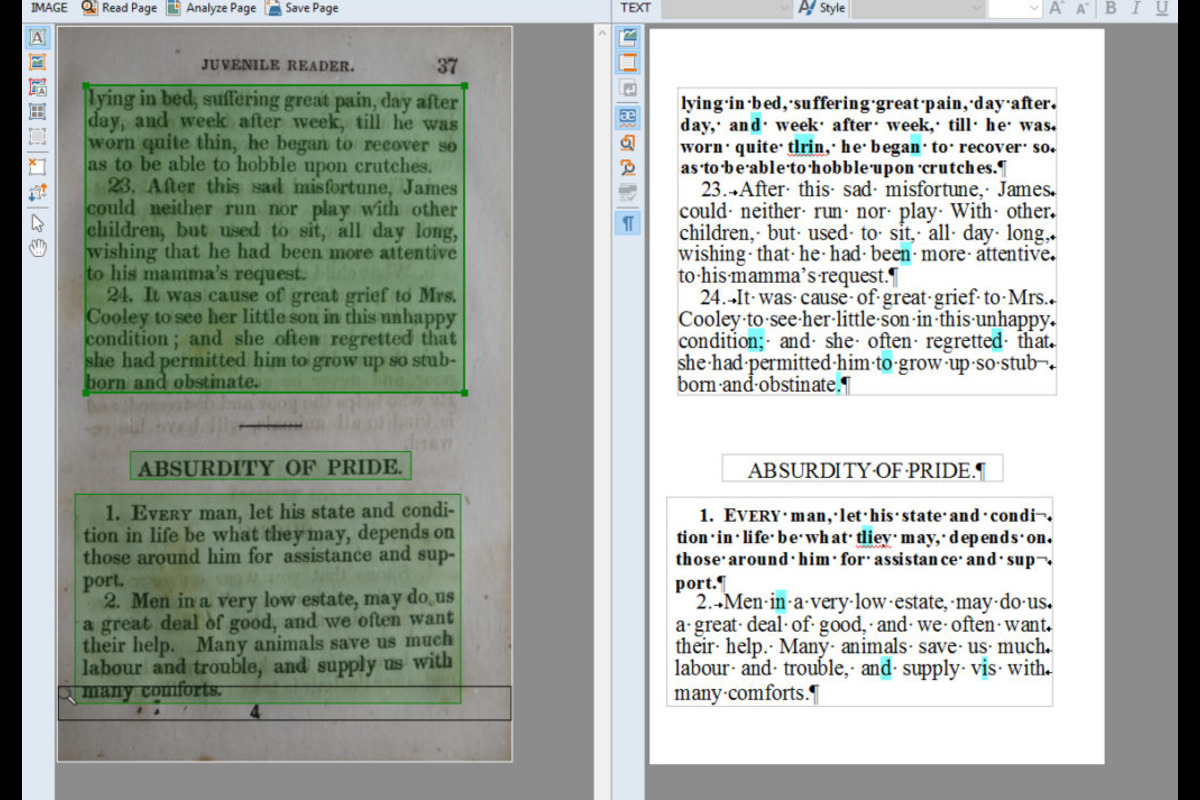 IMAGE Read Page Analyze Page Save Page
JUVENILE READER. 37
lying in bed, suffering great pain, day after
day, and week after week, till he was
worn quite thin, he began to recover so
as to be able to hobble upon crutches.
23. After this sad misfortune, James
could neither run nor play with other
children, but used to sit, all day long,
wishing that he had been more attentive
to his mamma's request.
24. It was cause of great grief to Mrs.
Cooley to see her little son in this unhappy
condition; and she often regretted that
she had permitted him to grow up so stub-
born and obstinate.
ABSURDITY OF PRIDE.
1. EVERY man, let his state and condi-
tion in life be what they may, depends on
those around him for assistance and sup-
port.
2. Men in a very low estate, may do us
a great deal of good, and we often want
their help. Many animals save us much
labour and trouble, and supply us with
many comforts.
4
TEXT Style B I U
lying in bed, suffering great pain, day after
day, and week after week, till he was
worn quite tlrin, he began to recover so
as to be able to hobble upon crutches.¶
23. After this sad misfortune, James
could neither run nor play With other
children, but used to sit, all day long,
wishing that he had been more attentive
to his mamma's request.¶
24. It was cause of great grief to Mrs.
Cooley to see her little son in this unhappy
condition; and she often regretted that
she had permitted him to grow up so stub¬
born and obstinate.¶
ABSURDITY OF PRIDE.¶
1. EVERY man, let his state and condi¬
tion in life be what tliey may, depends on
those around him for assistance and sup¬
port.¶
2. Men in a very low estate, may do us
a great deal of good, and we often want
their help. Many animals save us much
labour and trouble, and supply vis with
many comforts.¶